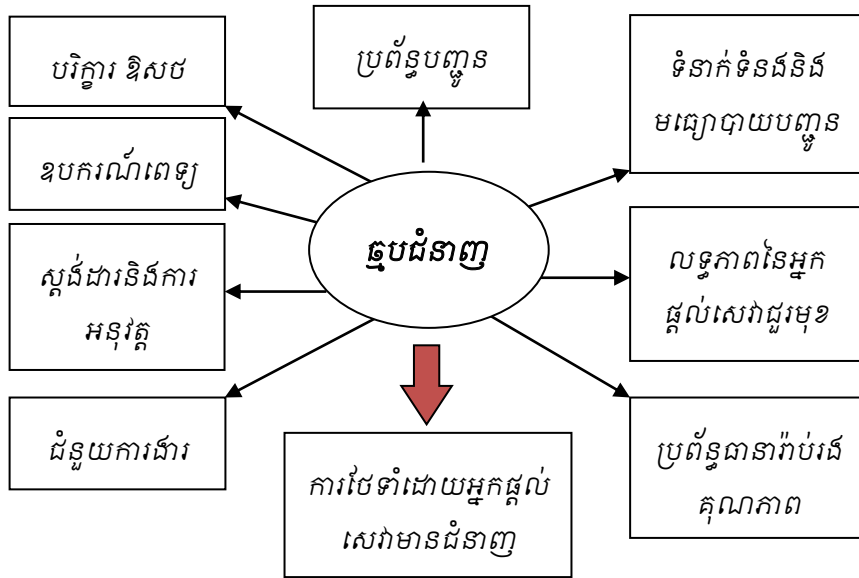 បរិក្ខារ ឱសថ
ប្រព័ន្ធបញ្ជូន
ទំនាក់ទំនងនិង
មធ្យោបាយបញ្ជូន
ឧបករណ៍ពេទ្យ
ឆ្មបជំនាញ
ស្តង់ដារនិងការ
អនុវត្ត
លទ្ធភាពនៃអ្នក
ផ្តល់សេវាជួរមុខ
ជំនួយការងារ
ការថែទាំដោយអ្នកផ្តល់
សេវាមានជំនាញ
ប្រព័ន្ធធានារ៉ាប់រង
គុណភាព